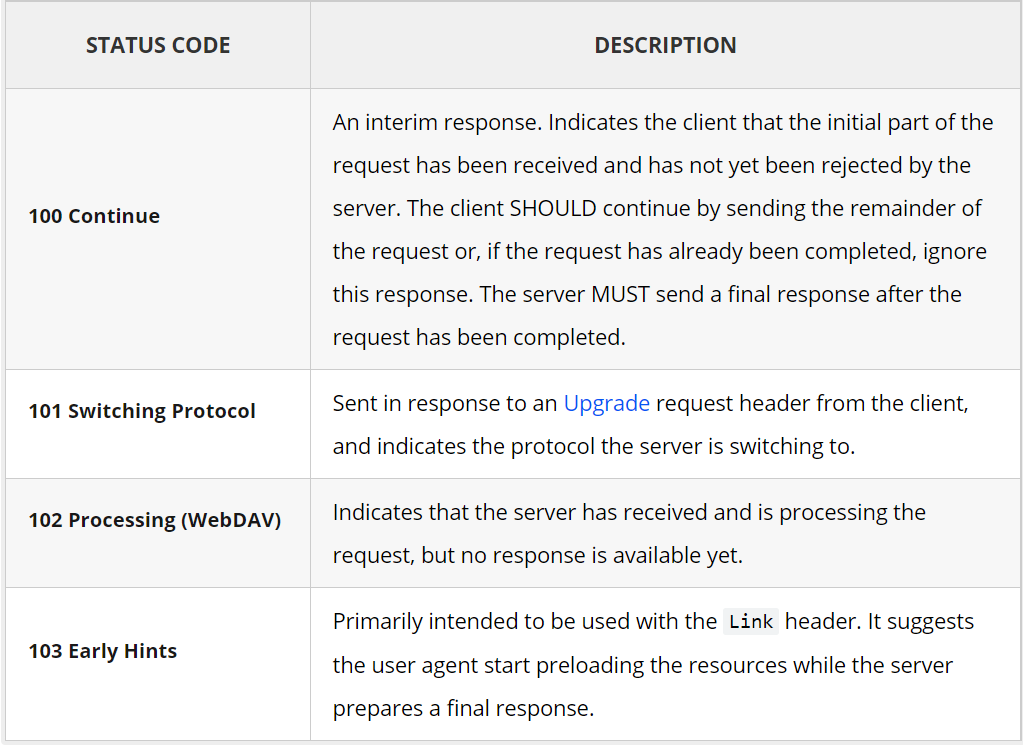 STATUS CODE
DESCRIPTION
100 Continue
An interim response. Indicates the client that the initial part of the
request has been received and has not yet been rejected by the
server. The client SHOULD continue by sending the remainder of
the request or, if the request has already been completed, ignore
this response. The server MUST send a final response after the
request has been completed.
101 Switching Protocol
Sent in response to an Upgrade request header from the client,
and indicates the protocol the server is switching to.
102 Processing (WebDAV)
Indicates that the server has received and is processing the
request, but no response is available yet.
103 Early Hints
Primarily intended to be used with the Link header. It suggests
the user agent start preloading the resources while the server
prepares a final response.